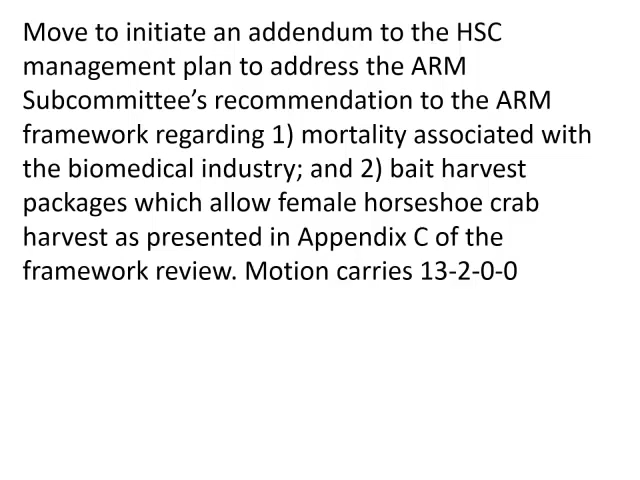 Move to initiate an addendum to the HSC
management plan to address the ARM
Subcommittee’s recommendation to the ARM
framework regarding 1) mortality associated with
the biomedical industry; and 2) bait harvest
packages which allow female horseshoe crab
harvest as presented in Appendix C of the
framework review. Motion carries 13-2-0-0